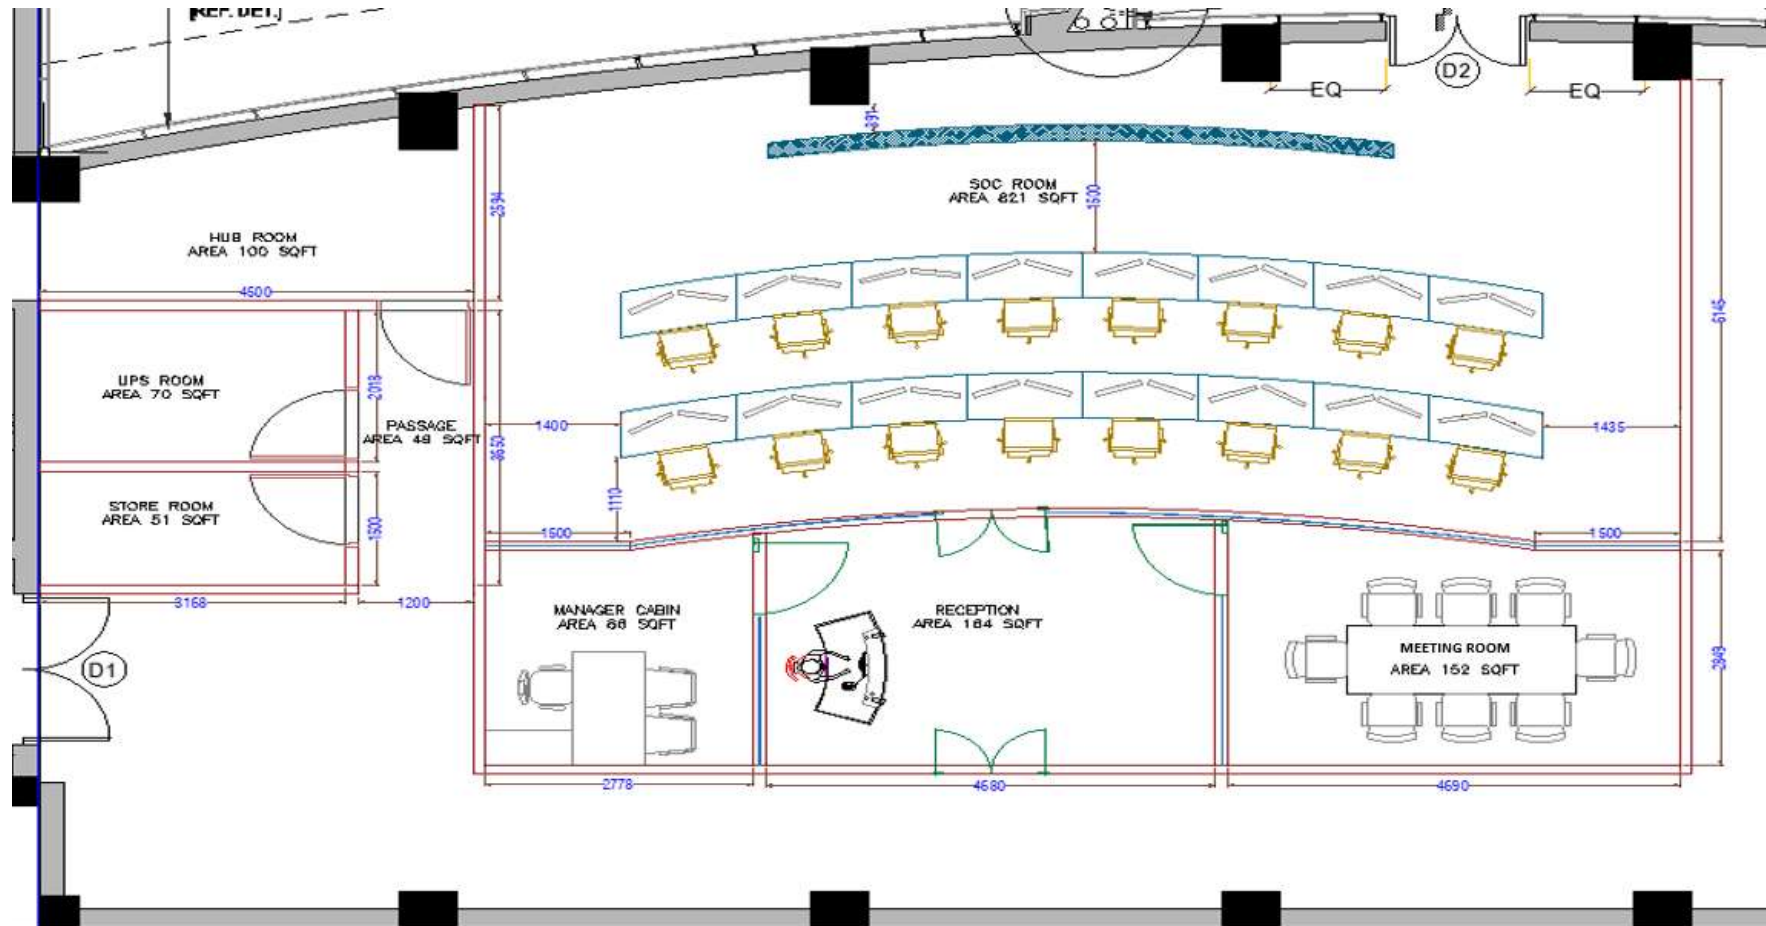 [REF. DET.]
D2
EQ
EQ
391
SOC ROOM
AREA 821 SQFT
1500
2594
HUB ROOM
AREA 100 SQFT
4500
6145
UPS ROOM
AREA 70 SQFT
2013
PASSAGE
AREA 48 SQFT
1400
3550
1435
1110
STORE ROOM
AREA 51 SQFT
1500
1500
1500
3168
1200
MANAGER CABIN
AREA 88 SQFT
RECEPTION
AREA 164 SQFT
MEETING ROOM
AREA 152 SQFT
D1
2778
4680
4690